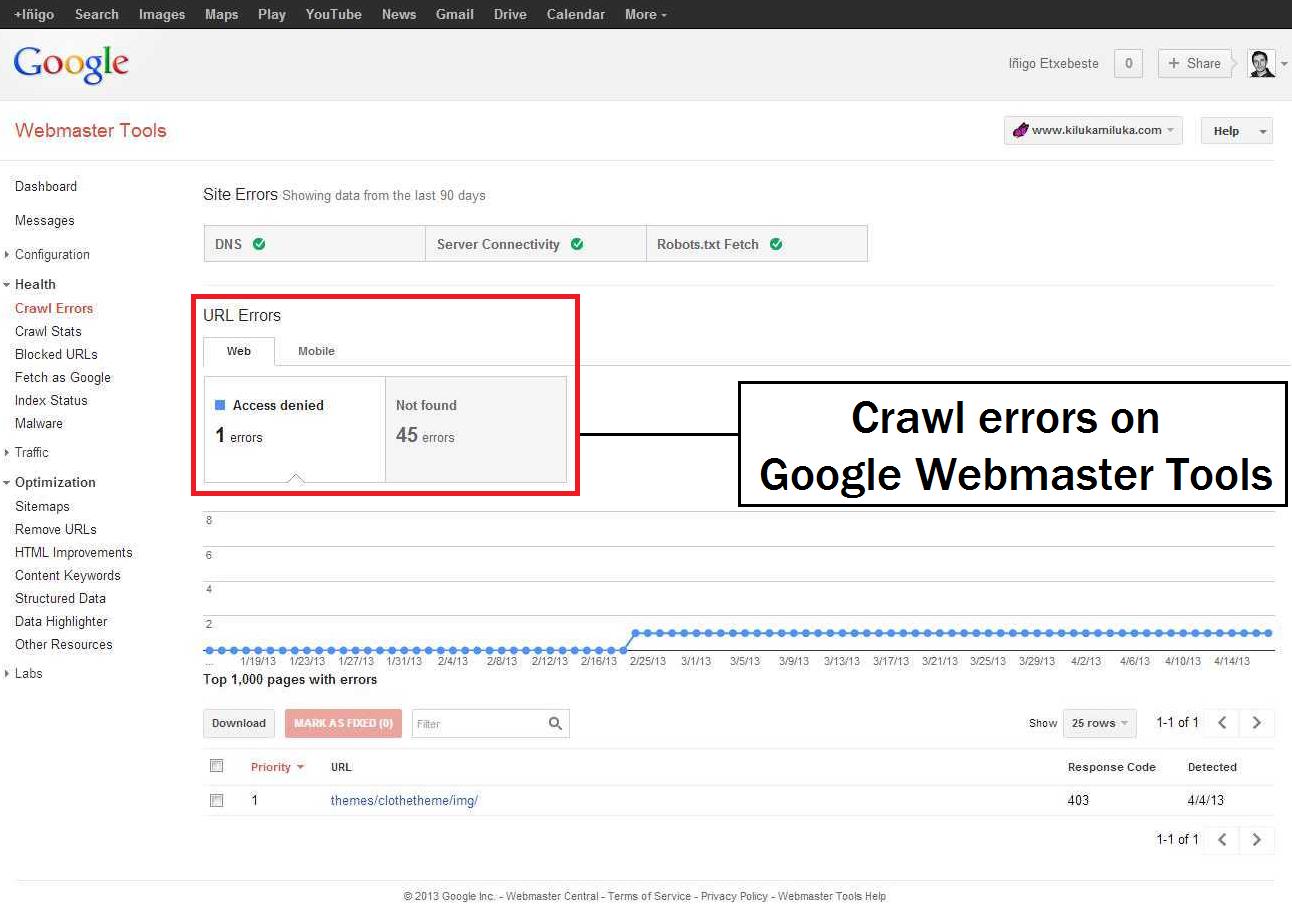 +Iñigo Search Images Maps Play YouTube News Gmail Drive Calendar More
Google
Iñigo Etxebeste 0 + Share
Webmaster Tools
www.kilukamiluka.com Help
Dashboard
Messages
Configuration
Health
Crawl Errors
Crawl Stats
Blocked URLs
Fetch as Google
Index Status
Malware
Traffic
Optimization
Sitemaps
Remove URLs
HTML Improvements
Content Keywords
Structured Data
Data Highlighter
Other Resources
Labs
Site Errors Showing data from the last 90 days
DNS Server Connectivity Robots.txt Fetch
URL Errors
Web Mobile
Access denied Not found
1 errors 45 errors
Crawl errors on
Google Webmaster Tools
8
6
4
2
... 1/19/13 1/23/13 1/27/13 1/31/13 2/4/13 2/8/13 2/12/13 2/16/13 2/25/13 3/1/13 3/5/13 3/9/13 3/13/13 3/17/13 3/21/13 3/25/13 3/29/13 4/2/13 4/6/13 4/10/13 4/14/13
Top 1,000 pages with errors
Download MARK AS FIXED (0) Filter Show 25 rows 1-1 of 1
Priority URL Response Code Detected
1 themes/clothetheme/img/ 403 4/4/13
1-1 of 1
© 2013 Google Inc. - Webmaster Central - Terms of Service - Privacy Policy - Webmaster Tools Help